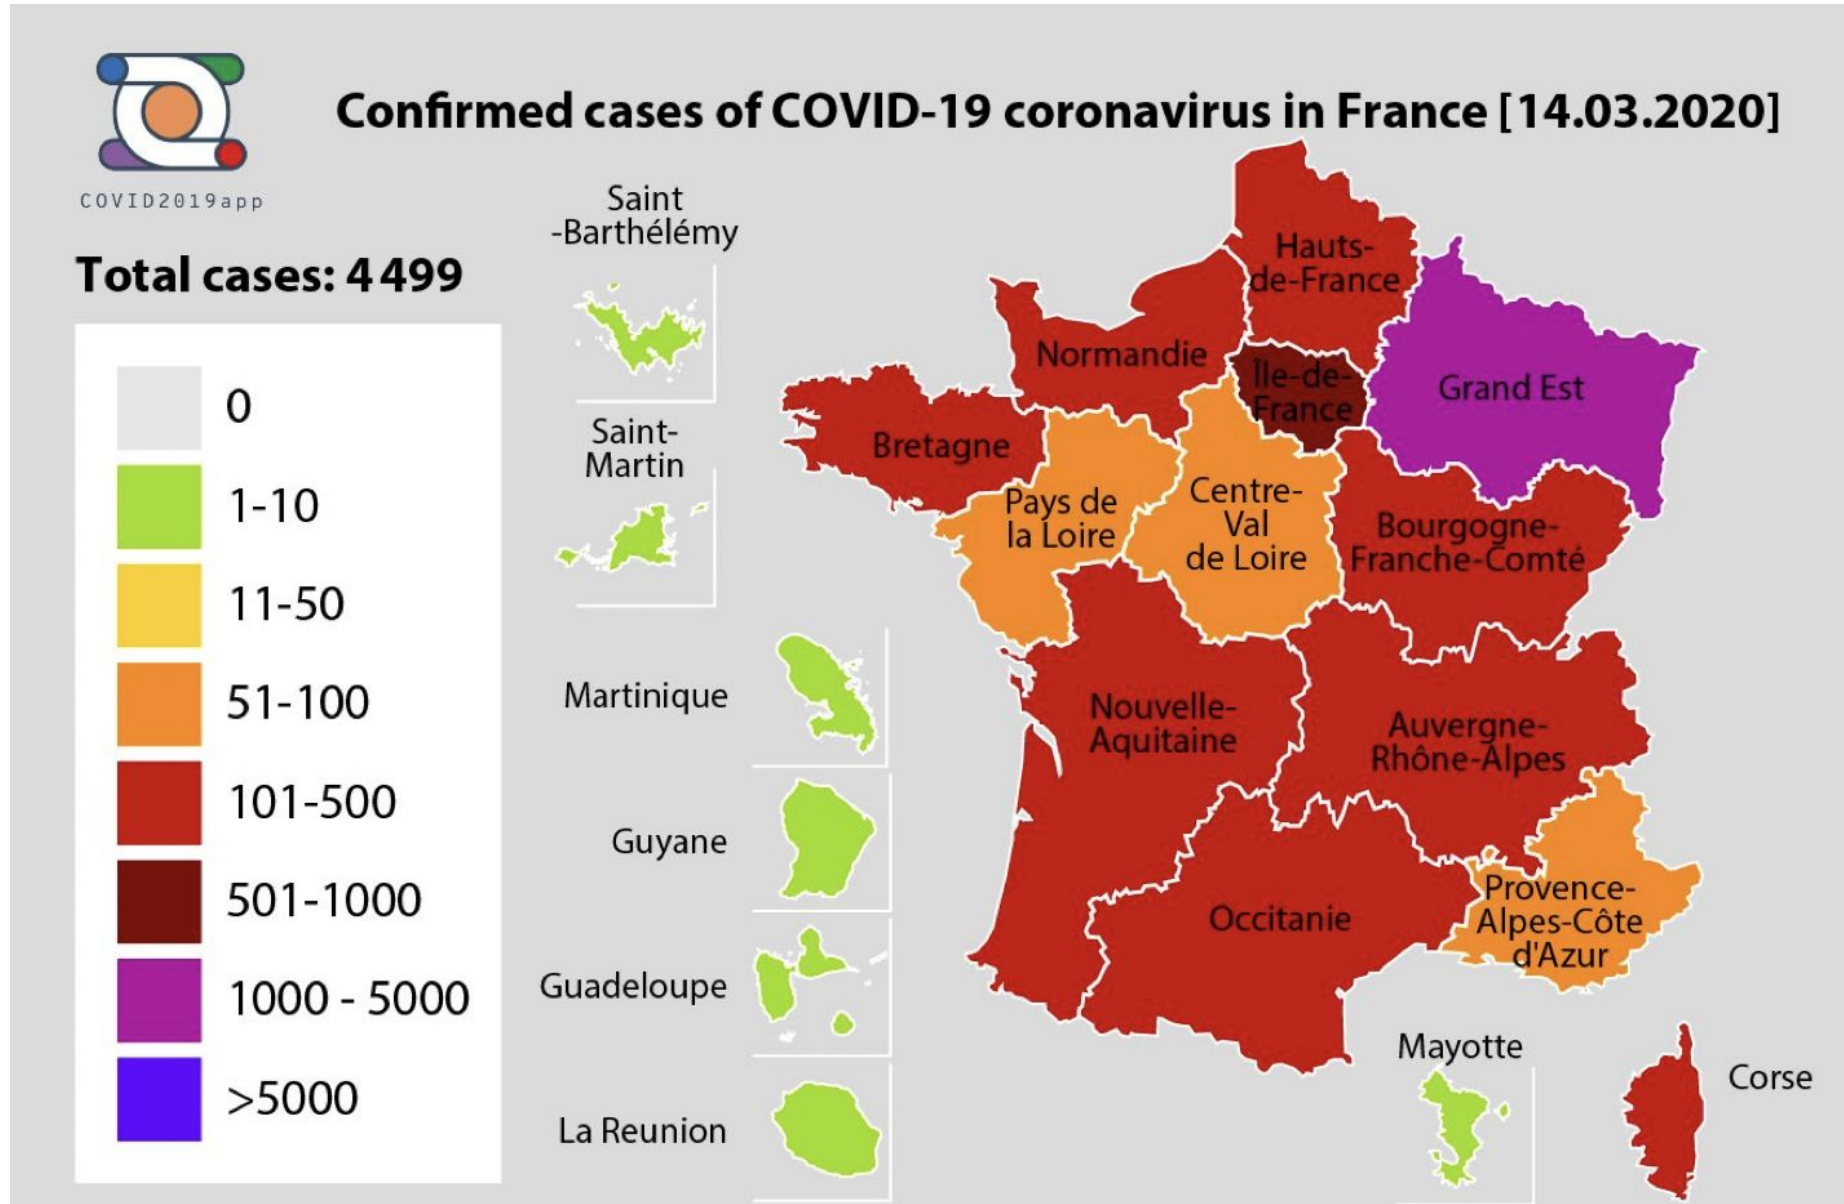 Confirmed cases of COVID-19 coronavirus in France [14.03.2020]
COVID2019app
Total cases: 4 499
0
1-10
11-50
51-100
101-500
501-1000
1000 - 5000
>5000
Saint
-Barthélémy
Saint-
Martin
Martinique
Guyane
Guadeloupe
La Reunion
Hauts-
de-France
Normandie
Île-de-
France
Grand Est
Bretagne
Pays de
la Loire
Centre-
Val
de Loire
Bourgogne-
Franche-Comté
Nouvelle-
Aquitaine
Auvergne-
Rhône-Alpes
Occitanie
Provence-
Alpes-Côte
d'Azur
Mayotte
Corse